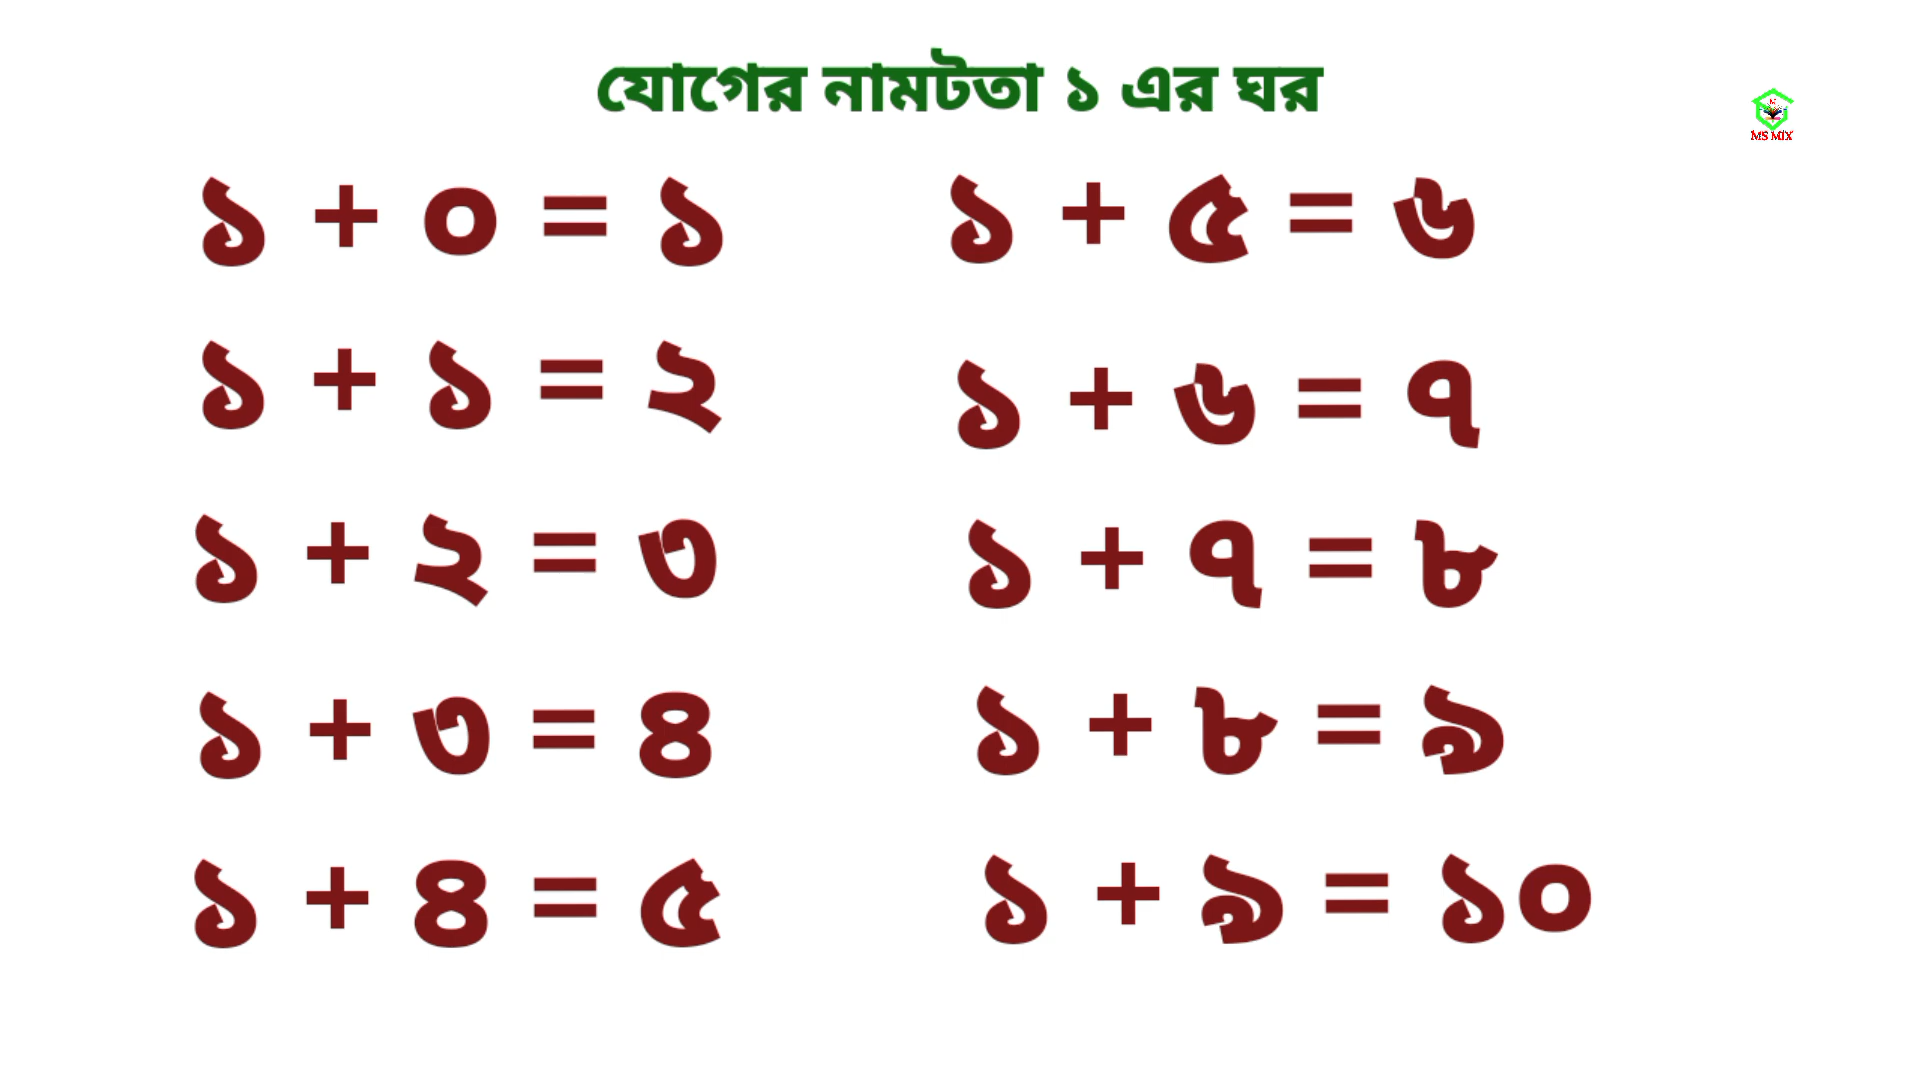 যোগের নামটতা ১ এর ঘর
MS MIX
১ + ০ = ১
১ + ১ = ২
১ + ২ = ৩
১ + ৩ = ৪
১ + ৪ = ৫
১ + ৫ = ৬
১ + ৬ = ৭
১ + ৭ = ৮
১ + ৮ = ৯
১ + ৯ = ১০